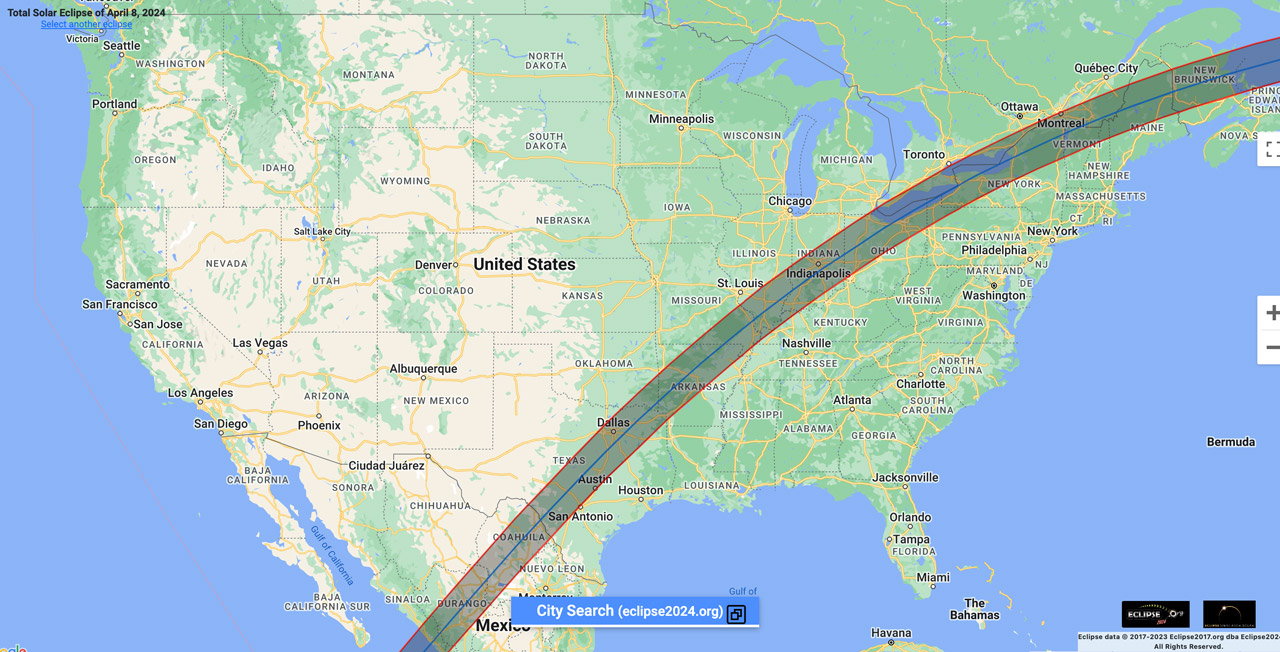 Total Solar Eclipse of April 8, 2024
Select another eclipse
Victoria
Seattle
WASHINGTON
MONTANA
NORTH
DAKOTA
MINNESOTA
Québec City
NEW
BRUNSWICK
PRINC
EDWA
ISLAN
Portland
Minneapolis
Ottawa
Montreal
MAINE
NOVA S
OREGON
IDAHO
SOUTH
DAKOTA
WISCONSIN
MICHIGAN
Toronto
VERMONT
NEW
HAMPSHIRE
WYOMING
NEW YORK
MASSACHUSETTS
IOWA
Chicago
CT
RI
Salt Lake City
NEBRASKA
New York
PENNSYLVANIA
Philadelphia
NEVADA
UTAH
Denver
United States
ILLINOIS
INDIANA
OHIO
NJ
Indianapolis
MARYLAND
DE
Sacramento
COLORADO
KANSAS
MISSOURI
St. Louis
WEST
VIRGINIA
Washington
San Francisco
San Jose
CALIFORNIA
KENTUCKY
VIRGINIA
Las Vegas
Nashville
OKLAHOMA
TENNESSEE
NORTH
CAROLINA
Albuquerque
Los Angeles
ARIZONA
NEW MEXICO
ARKANSAS
Charlotte
Atlanta
SOUTH
CAROLINA
San Diego
Phoenix
Dallas
MISSISSIPPI
ALABAMA
GEORGIA
Bermuda
TEXAS
Ciudad Juárez
BAJA
CALIFORNIA
SONORA
Austin
Houston
LOUISIANA
Jacksonville
CHIHUAHUA
San Antonio
Orlando
Gulf of California
COAHUILA
Tampa
FLORIDA
NUEVO LEON
Miami
BAJA
CALIFORNIA SUR
SINALOA
DURANGO
Monterrey
Gulf of
The
Bahamas
City Search (eclipse2024.org)
Mexico
Havana
ECLIPSE
Eclipse data © 2017-2023 Eclipse2017.org dba Eclipse202
All Rights Reserved.